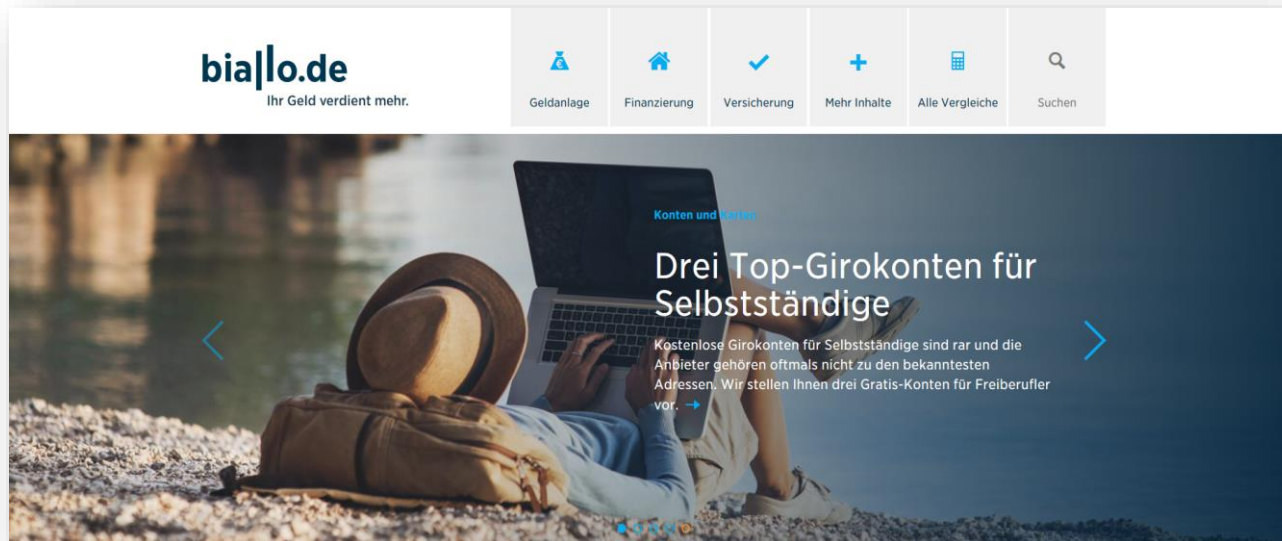 biallo.de
Ihr Geld verdient mehr.
Geldanlage
Finanzierung
Versicherung
Mehr Inhalte
Alle Vergleiche
Suchen
Konten und Karten
Drei Top-Girokonten für
Selbstständige
Kostenlose Girokonten für Selbstständige sind rar und die
Anbieter gehören oftmals nicht zu den bekanntesten
Adressen. Wir stellen Ihnen drei Gratis-Konten für Freiberufler
vor.